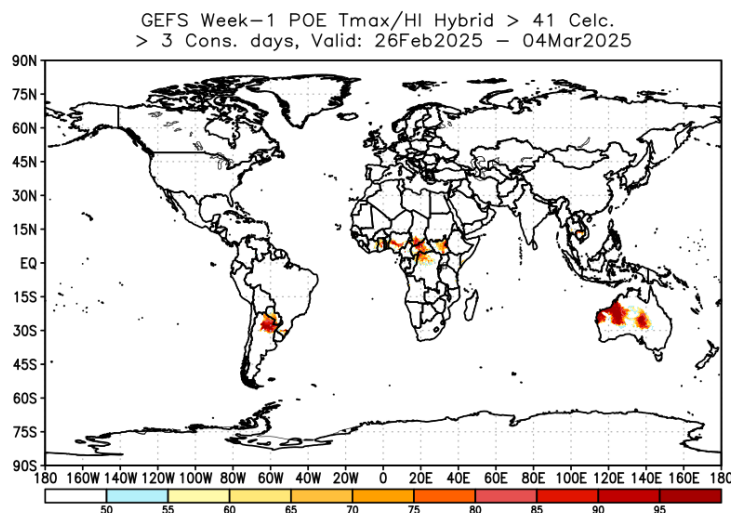 GEFS Week-1 POE Tmax/HI Hybrid > 41 Celc.
> 3 Cons. days, Valid: 26Feb2025 - 04Mar2025
90N
75N
60N
45N
30N
15N
EQ
15S
30S
45S
60S
75S
90S
180 160W 140W 120W 100W 80W 60W 40W 20W 0 20E 40E 60E 80E 100E 120E 140E 160E 180
50 55 60 65 70 75 80 85 90 95